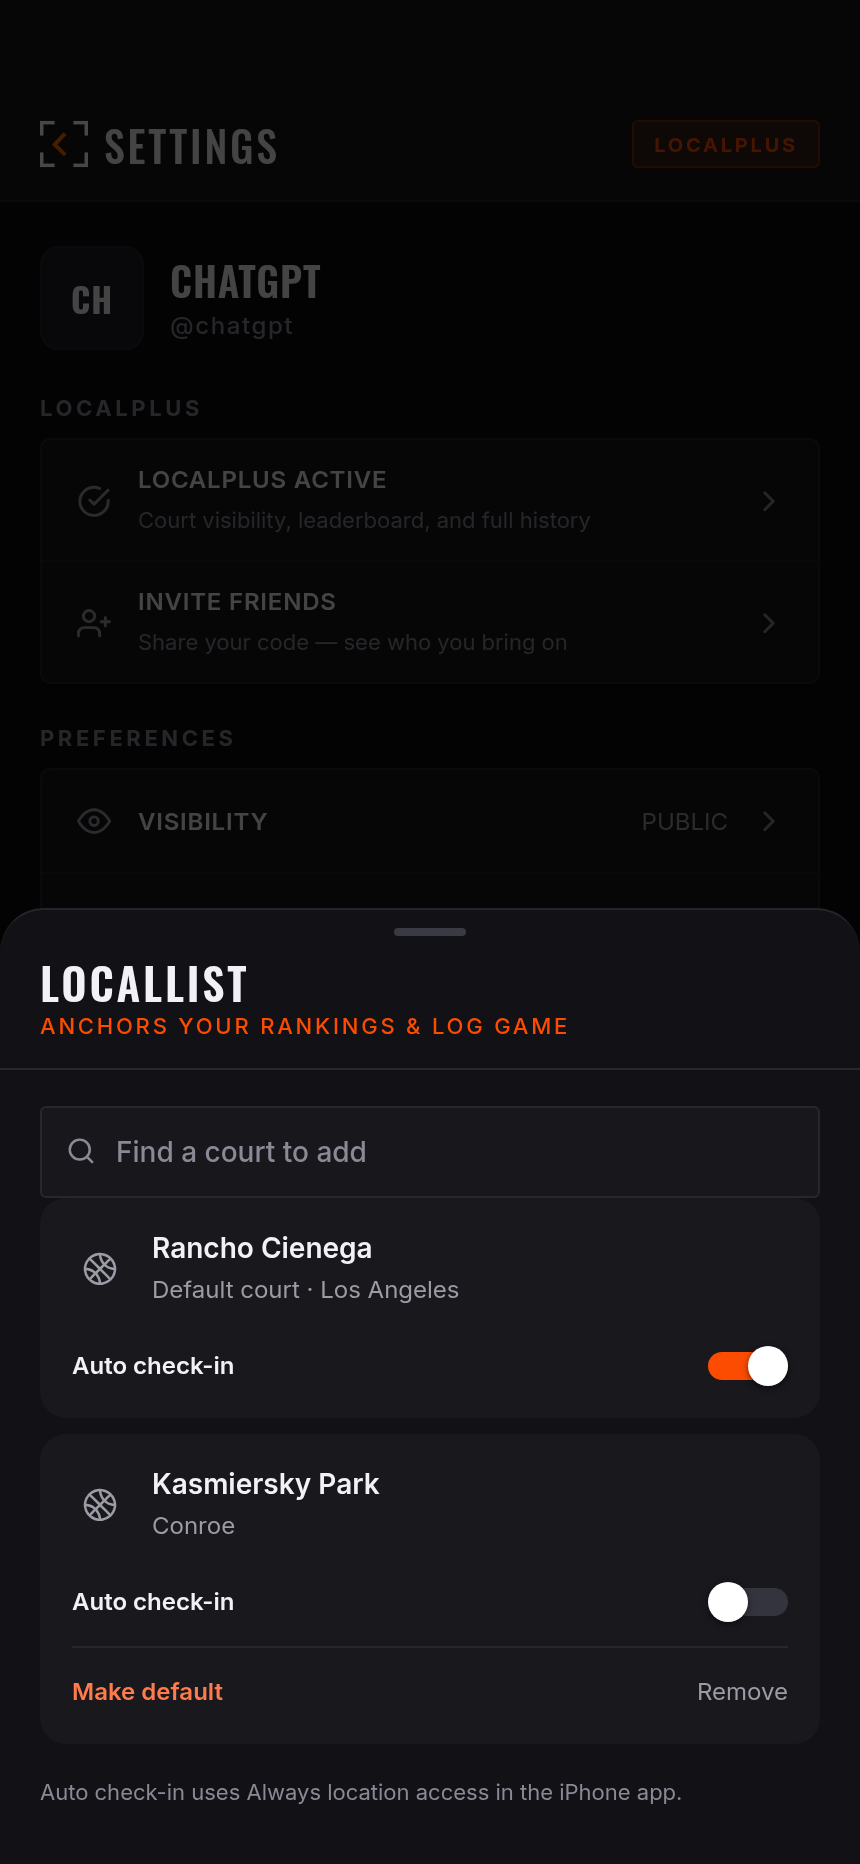 SETTINGS
LOCALPLUS
CH
CHATGPT
@chatgpt
LOCALPLUS
LOCALPLUS ACTIVE
Court visibility, leaderboard, and full history
INVITE FRIENDS
Share your code — see who you bring on
PREFERENCES
VISIBILITY
PUBLIC
LOCALLIST
ANCHORS YOUR RANKINGS & LOG GAME
Find a court to add
Rancho Cienega
Default court · Los Angeles
Auto check-in
Kasmiersky Park
Conroe
Auto check-in
Make default
Remove
Auto check-in uses Always location access in the iPhone app.